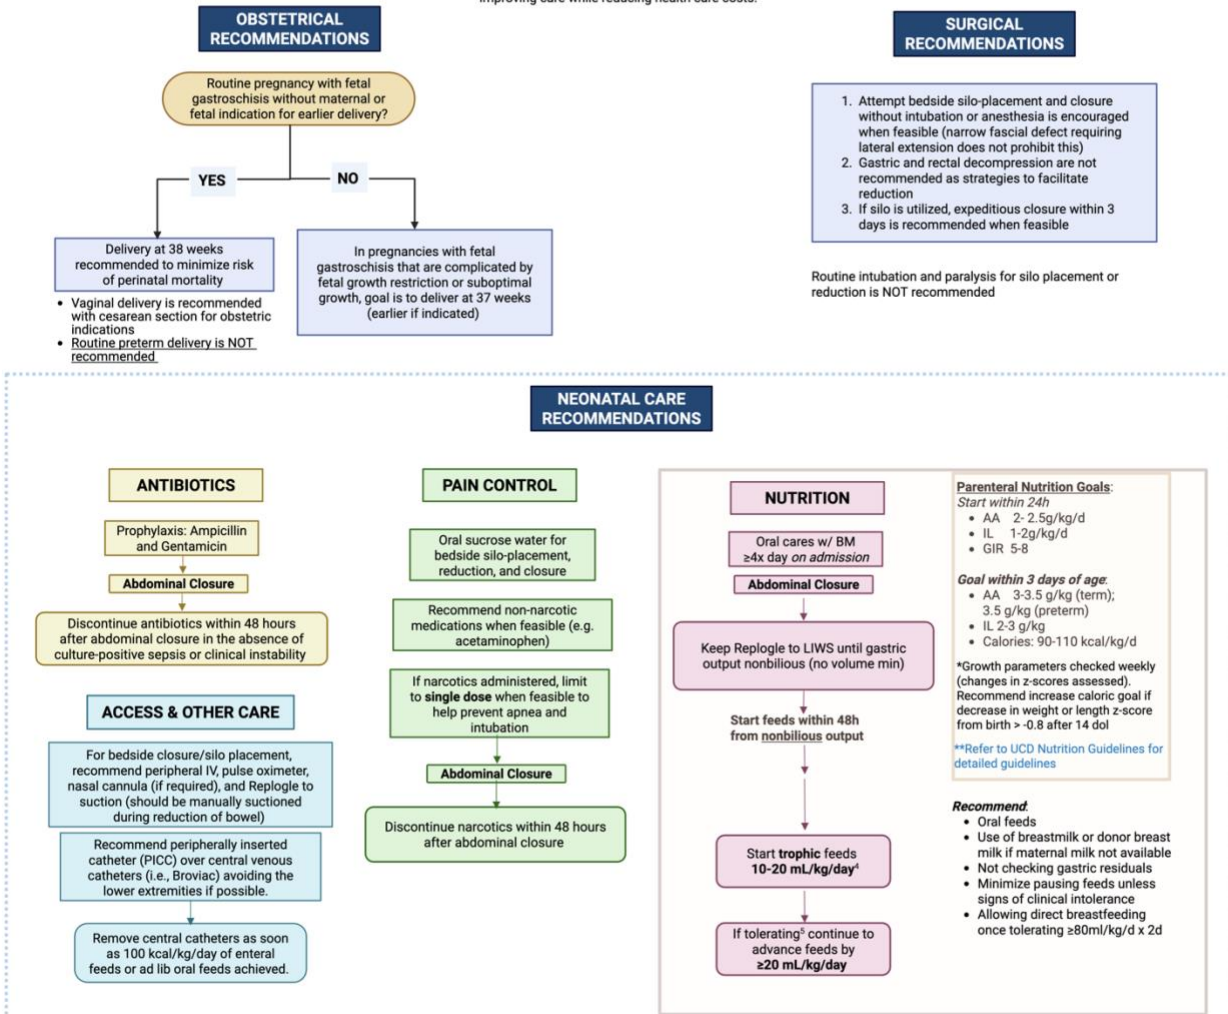 improving care while reducing health care costs.
OBSTETRICAL
RECOMMENDATIONS
Routine pregnancy with fetal
gastroschisis without maternal or
fetal indication for earlier delivery?
YES
NO
Delivery at 38 weeks
recommended to minimize risk
of perinatal mortality
• Vaginal delivery is recommended
with cesarean section for obstetric
indications
• Routine preterm delivery is NOT
recommended
In pregnancies with fetal
gastroschisis that are complicated by
fetal growth restriction or suboptimal
growth, goal is to deliver at 37 weeks
(earlier if indicated)
SURGICAL
RECOMMENDATIONS
1. Attempt bedside silo-placement and closure
without intubation or anesthesia is encouraged
when feasible (narrow fascial defect requiring
lateral extension does not prohibit this)
2. Gastric and rectal decompression are not
recommended as strategies to facilitate
reduction
3. If silo is utilized, expeditious closure within 3
days is recommended when feasible
Routine intubation and paralysis for silo placement or
reduction is NOT recommended
NEONATAL CARE
RECOMMENDATIONS
ANTIBIOTICS
Prophylaxis: Ampicillin
and Gentamicin
Abdominal Closure
Discontinue antibiotics within 48 hours
after abdominal closure in the absence of
culture-positive sepsis or clinical instability
ACCESS & OTHER CARE
For bedside closure/silo placement,
recommend peripheral IV, pulse oximeter,
nasal cannula (if required), and Replogle to
suction (should be manually suctioned
during reduction of bowel)
Recommend peripherally inserted
catheter (PICC) over central venous
catheters (i.e., Broviac) avoiding the
lower extremities if possible.
Remove central catheters as soon
as 100 kcal/kg/day of enteral
feeds or ad lib oral feeds achieved.
PAIN CONTROL
Oral sucrose water for
bedside silo-placement,
reduction, and closure
Recommend non-narcotic
medications when feasible (e.g.
acetaminophen)
If narcotics administered, limit
to single dose when feasible to
help prevent apnea and
intubation
Abdominal Closure
Discontinue narcotics within 48 hours
after abdominal closure
NUTRITION
Oral cares w/ BM
≥4x day on admission
Abdominal Closure
Keep Replogle to LIWS until gastric
output nonbilious (no volume min)
Start feeds within 48h
from nonbilious output
Start trophic feeds
10-20 mL/kg/day⁴
If tolerating⁵ continue to
advance feeds by
≥20 mL/kg/day
Parenteral Nutrition Goals:
Start within 24h
• AA 2- 2.5g/kg/d
• IL 1-2g/kg/d
• GIR 5-8
Goal within 3 days of age:
• AA 3-3.5 g/kg (term);
3.5 g/kg (preterm)
• IL 2-3 g/kg
• Calories: 90-110 kcal/kg/d
*Growth parameters checked weekly
(changes in z-scores assessed).
Recommend increase caloric goal if
decrease in weight or length z-score
from birth > -0.8 after 14 dol
**Refer to UCD Nutrition Guidelines for
detailed guidelines
Recommend:
• Oral feeds
• Use of breastmilk or donor breast
milk if maternal milk not available
• Not checking gastric residuals
• Minimize pausing feeds unless
signs of clinical intolerance
• Allowing direct breastfeeding
once tolerating ≥80ml/kg/d x 2d